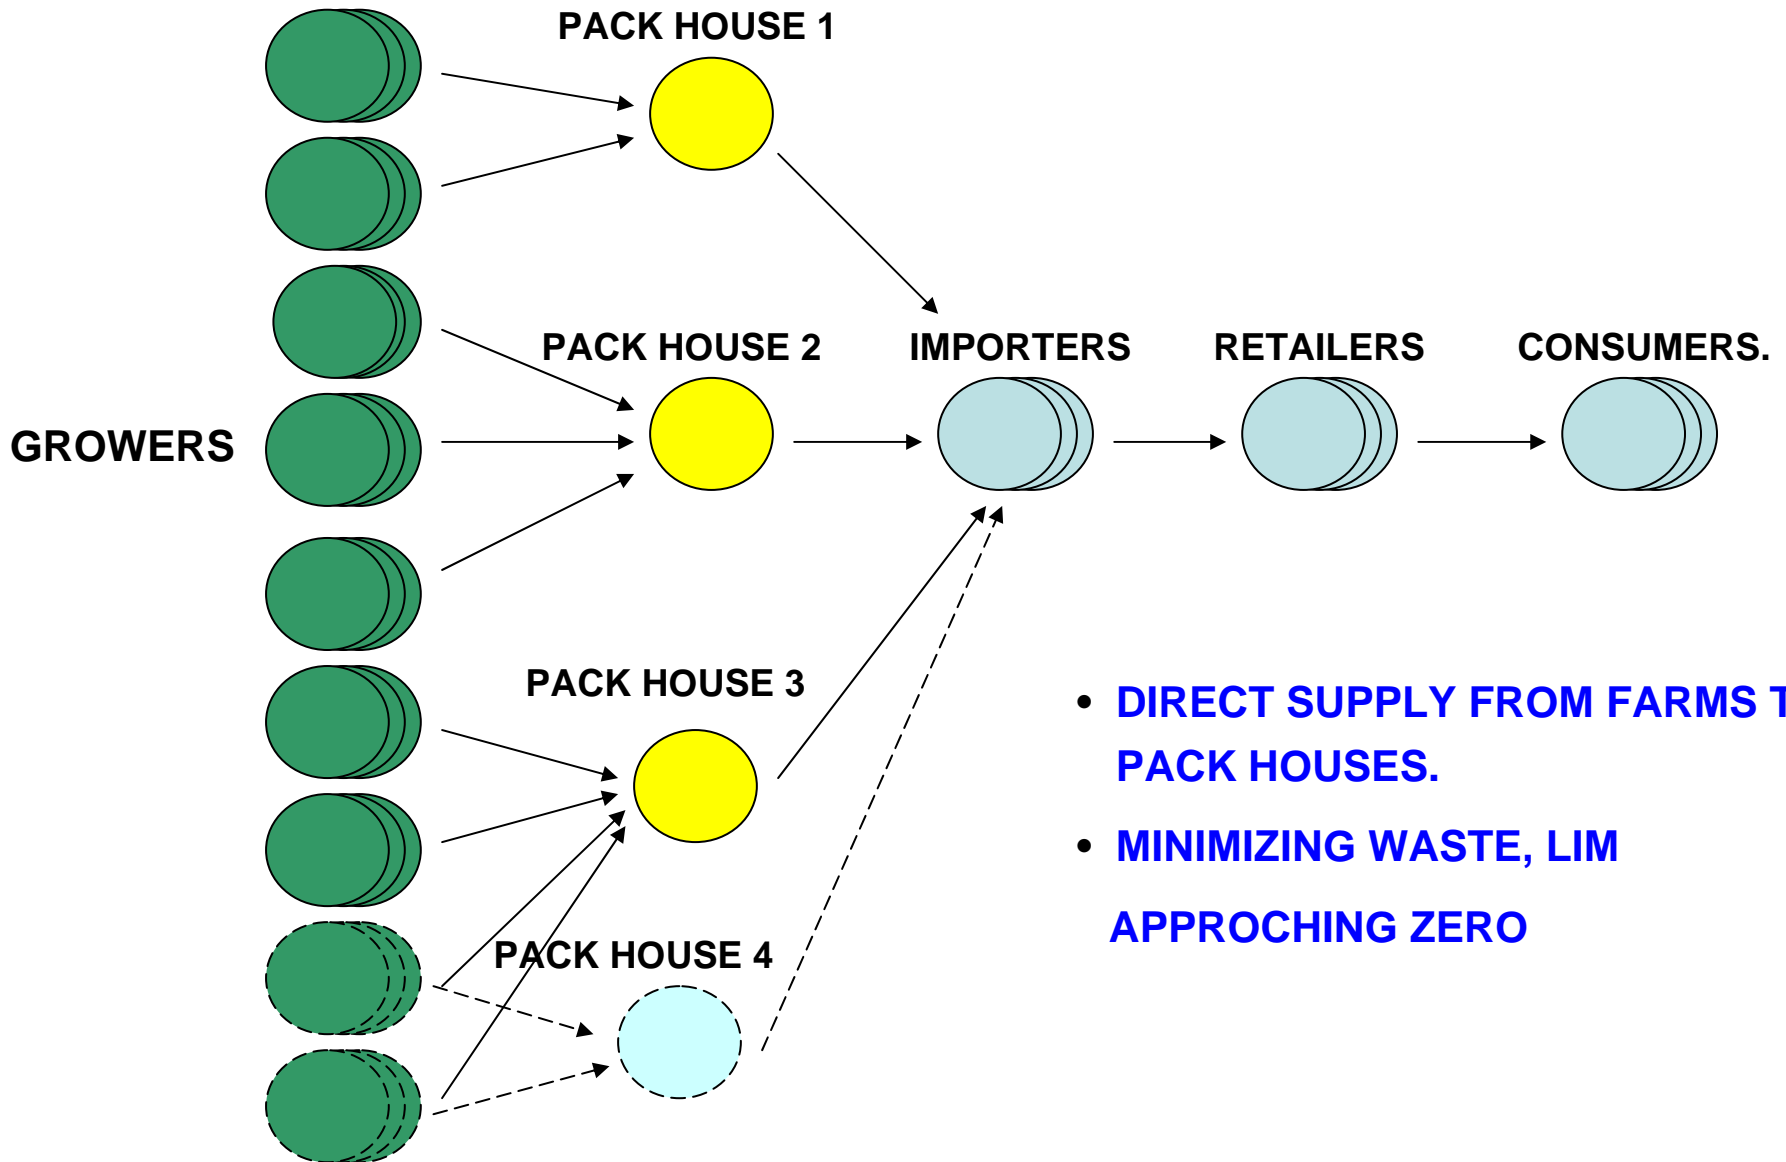 PACK HOUSE 1
PACK HOUSE 2
IMPORTERS
RETAILERS
CONSUMERS.
GROWERS
PACK HOUSE 3
• DIRECT SUPPLY FROM FARMS T
PACK HOUSES.
• MINIMIZING WASTE, LIM
APPROCHING ZERO
PACK HOUSE 4